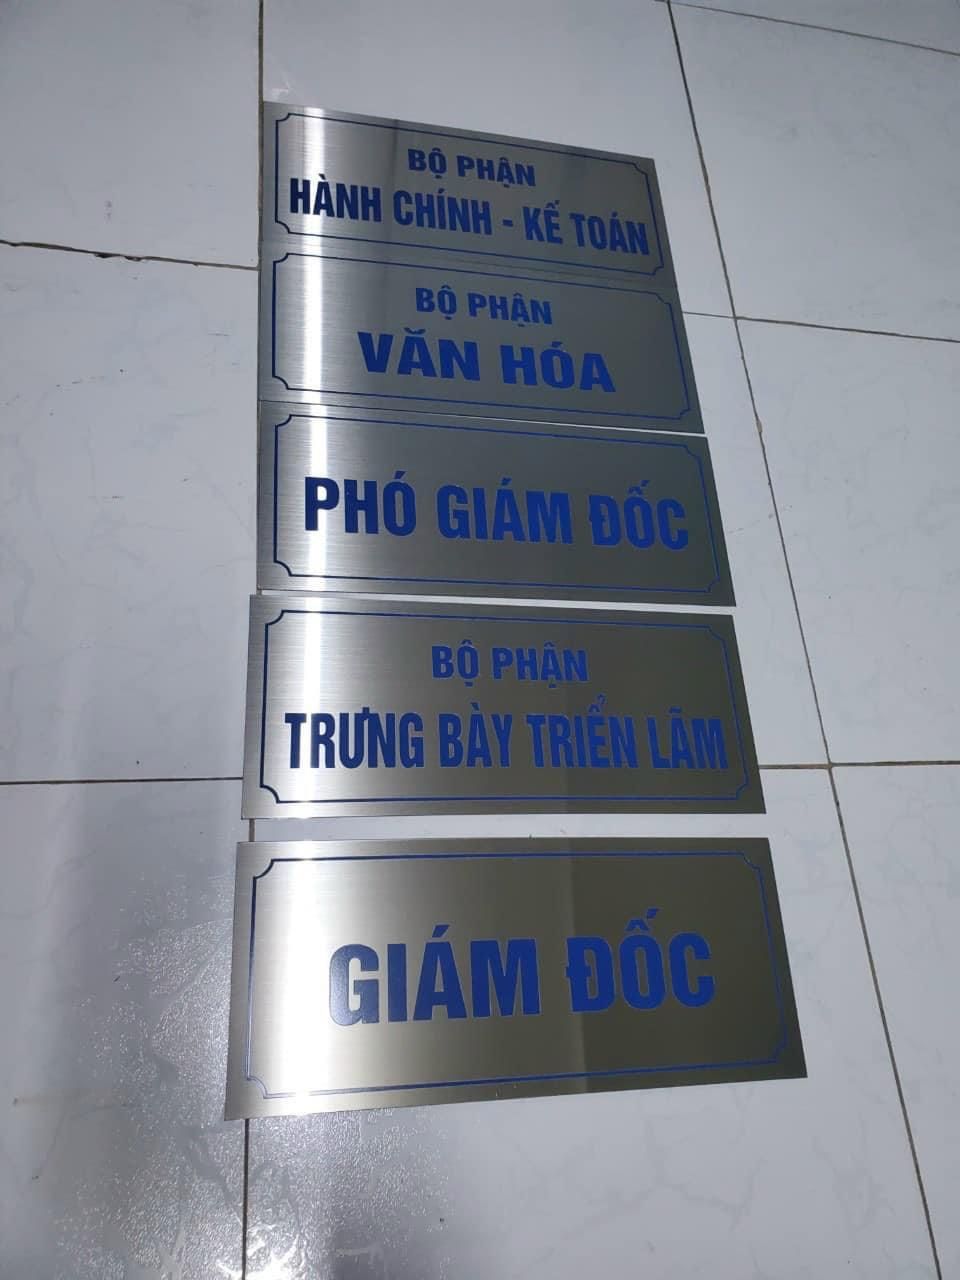 BỘ PHẬN
HÀNH CHÍNH - KẾ TOÁN
BỘ PHẬN
VĂN HÓA
PHÓ GIÁM ĐỐC
BỘ PHẬN
TRƯNG BÀY TRIỂN LÃM
GIÁM ĐỐC